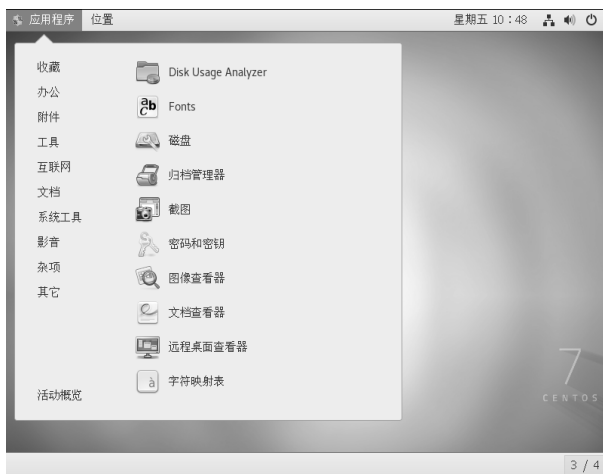 应用程序 位置 星期五 10：48
收藏
办公
附件
工具
互联网
文档
系统工具
影音
杂项
其它
活动概览
Disk Usage Analyzer
Fonts
磁盘
归档管理器
截图
密码和密钥
图像查看器
文档查看器
远程桌面查看器
字符映射表
7
CENTOS
3 / 4